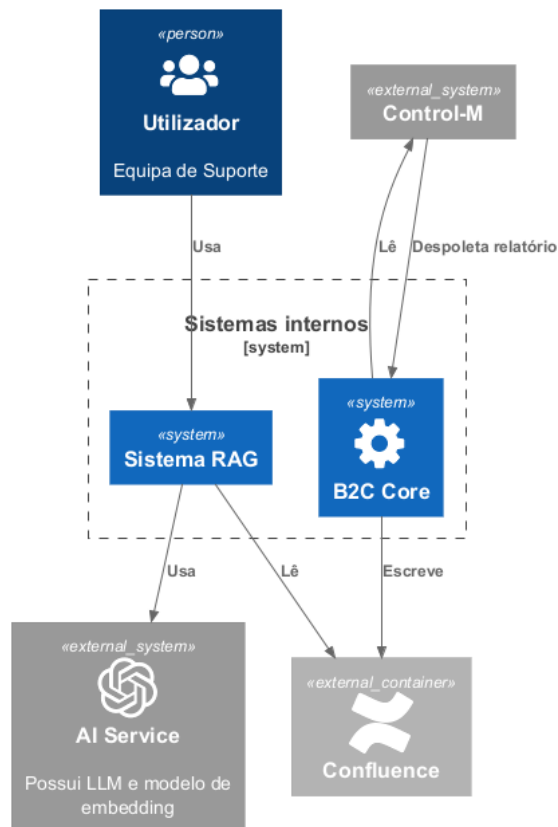 «person»
Utilizador
Equipa de Suporte
«external_system»
Control-M
Usa
Lê
Despoleta relatório
Sistemas internos
[system]
«system»
Sistema RAG
«system»
B2C Core
Usa
Lê
Escreve
«external_system»
AI Service
Possui LLM e modelo de
embedding
«external_container»
Confluence